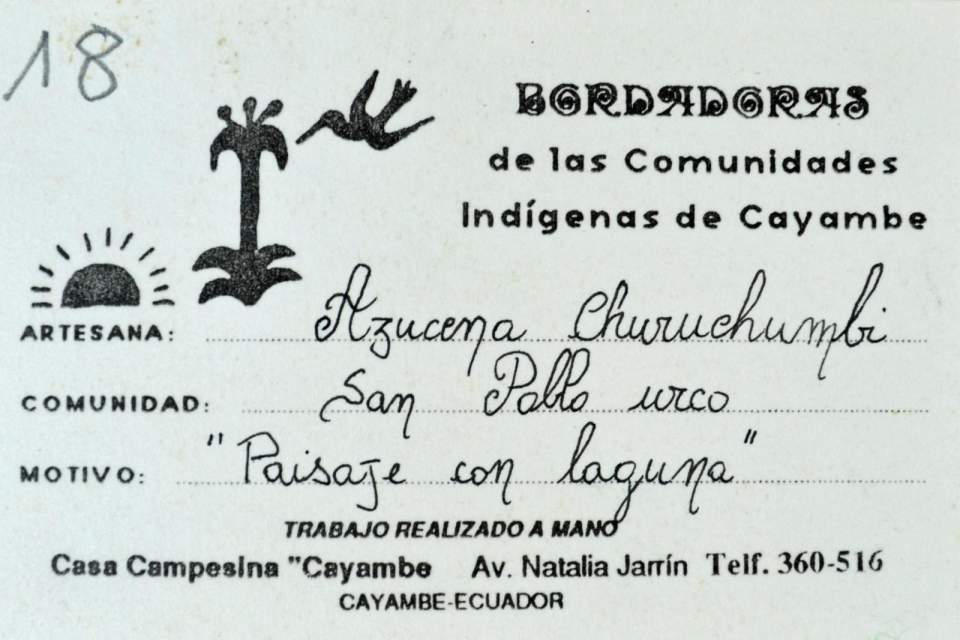 18
BORDADORAS
de las Comunidades
Indígenas de Cayambe
ARTESANA: Azucena Churuchumbi
COMUNIDAD: San Pablo urco
MOTIVO: "Paisaje con laguna"
TRABAJO REALIZADO A MANO
Casa Campesina "Cayambe Av. Natalia Jarrín Telf. 360-516
CAYAMBE-ECUADOR